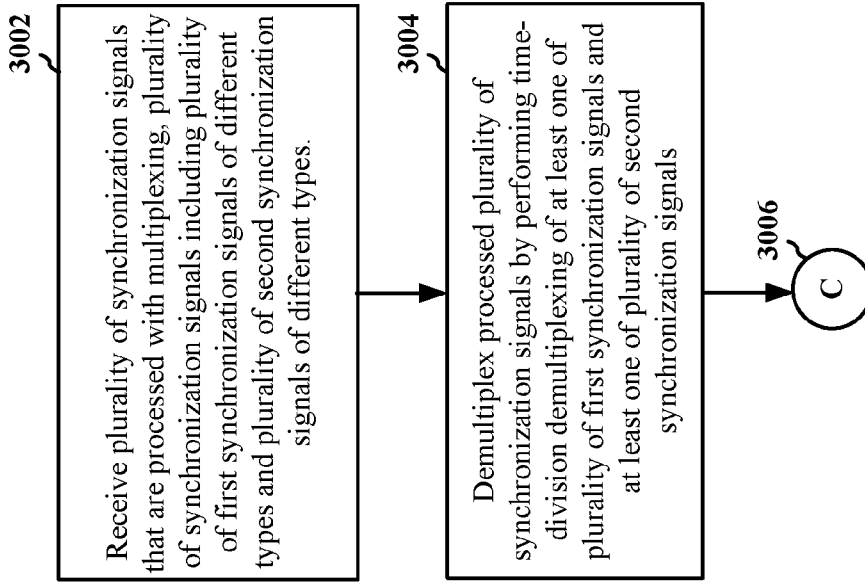 3002
Receive plurality of synchronization signals
that are processed with multiplexing, plurality
of synchronization signals including plurality
of first synchronization signals of different
types and plurality of second synchronization
signals of different types.
3004
Demultiplex processed plurality of
synchronization signals by performing time-
division demultiplexing of at least one of
plurality of first synchronization signals and
at least one of plurality of second
synchronization signals
3006
C